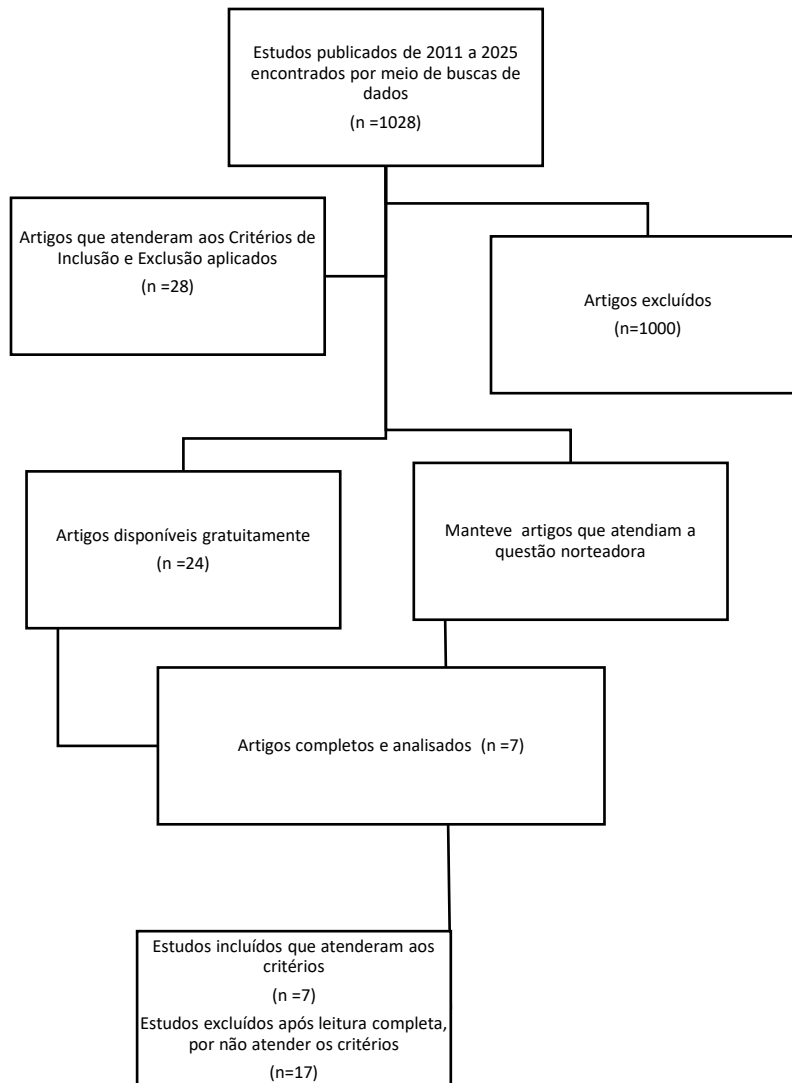 Estudos publicados de 2011 a 2025
encontrados por meio de buscas de
dados
(n =1028)
Artigos que atenderam aos Critérios de
Inclusão e Exclusão aplicados
(n =28)
Artigos excluídos
(n=1000)
Artigos disponíveis gratuitamente
(n =24)
Manteve  artigos que atendiam a
questão norteadora
Artigos completos e analisados  (n =7)
Estudos incluídos que atenderam aos
critérios
(n =7)
Estudos excluídos após leitura completa,
por não atender os critérios
(n=17)